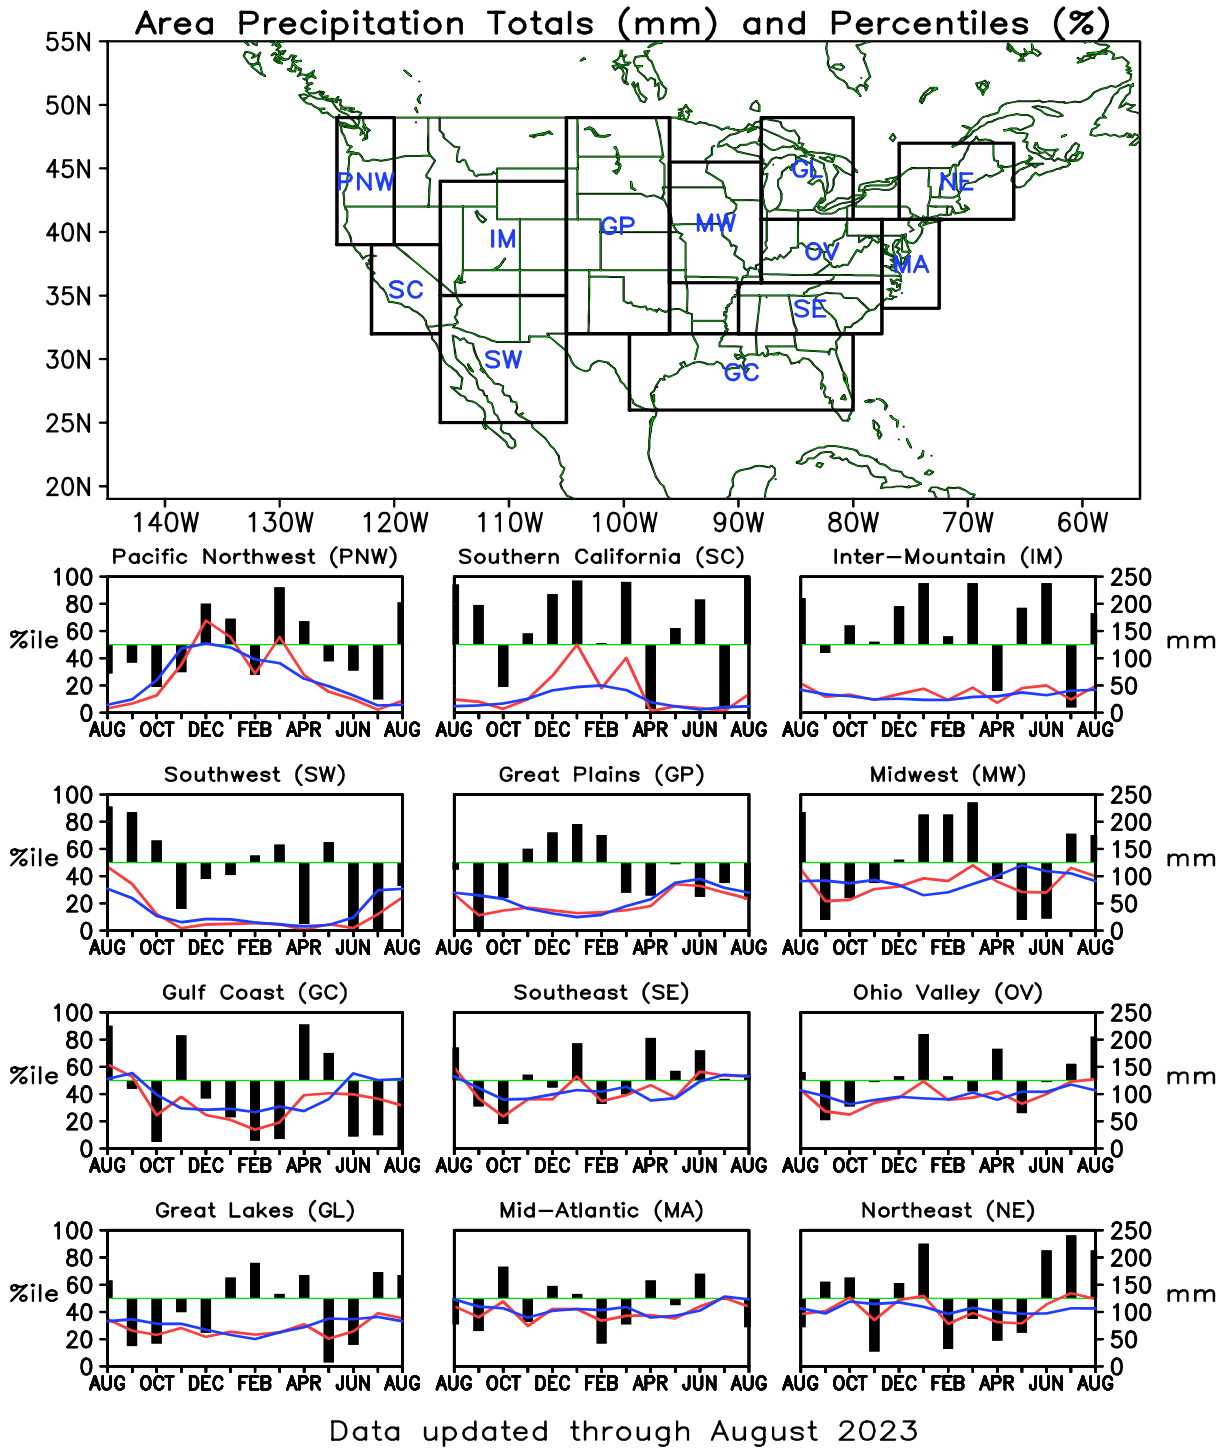 Area Precipitation Totals (mm) and Percentiles (%)
55N
50N
45N
40N
35N
30N
25N
20N
PNW
GL
NE
IM
GP
MW
OV
MA
SC
SE
SW
GC
140W 130W 120W 110W 100W 90W 80W 70W 60W
Pacific Northwest (PNW) Southern California (SC) Inter-Mountain (IM)
100 250
80 200
%ile 60 150 mm
40 100
20 50
0 0
AUG OCT DEC FEB APR JUN AUG AUG OCT DEC FEB APR JUN AUG AUG OCT DEC FEB APR JUN AUG
Southwest (SW) Great Plains (GP) Midwest (MW)
100 250
80 200
%ile 60 150 mm
40 100
20 50
0 0
AUG OCT DEC FEB APR JUN AUG AUG OCT DEC FEB APR JUN AUG AUG OCT DEC FEB APR JUN AUG
Gulf Coast (GC) Southeast (SE) Ohio Valley (OV)
100 250
80 200
%ile 60 150 mm
40 100
20 50
0 0
AUG OCT DEC FEB APR JUN AUG AUG OCT DEC FEB APR JUN AUG AUG OCT DEC FEB APR JUN AUG
Great Lakes (GL) Mid-Atlantic (MA) Northeast (NE)
100 250
80 200
%ile 60 150 mm
40 100
20 50
0 0
AUG OCT DEC FEB APR JUN AUG AUG OCT DEC FEB APR JUN AUG AUG OCT DEC FEB APR JUN AUG
Data updated through August 2023